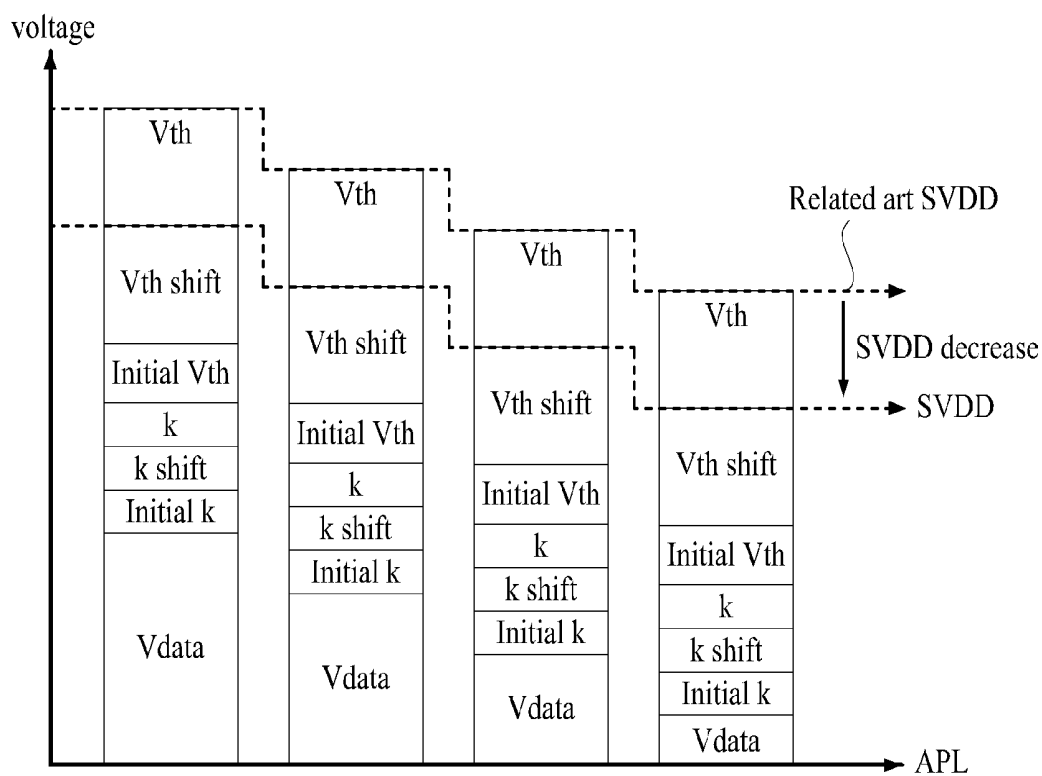 voltage
Vth
Vth shift
Initial Vth
k
k shift
Initial k
Vdata
Vth
Vth shift
Initial Vth
k
k shift
Initial k
Vdata
Vth
Vth shift
Initial Vth
k
k shift
Initial k
Vdata
Vth
Vth shift
Initial Vth
k
k shift
Initial k
Vdata
Related art SVDD
SVDD decrease
SVDD
APL